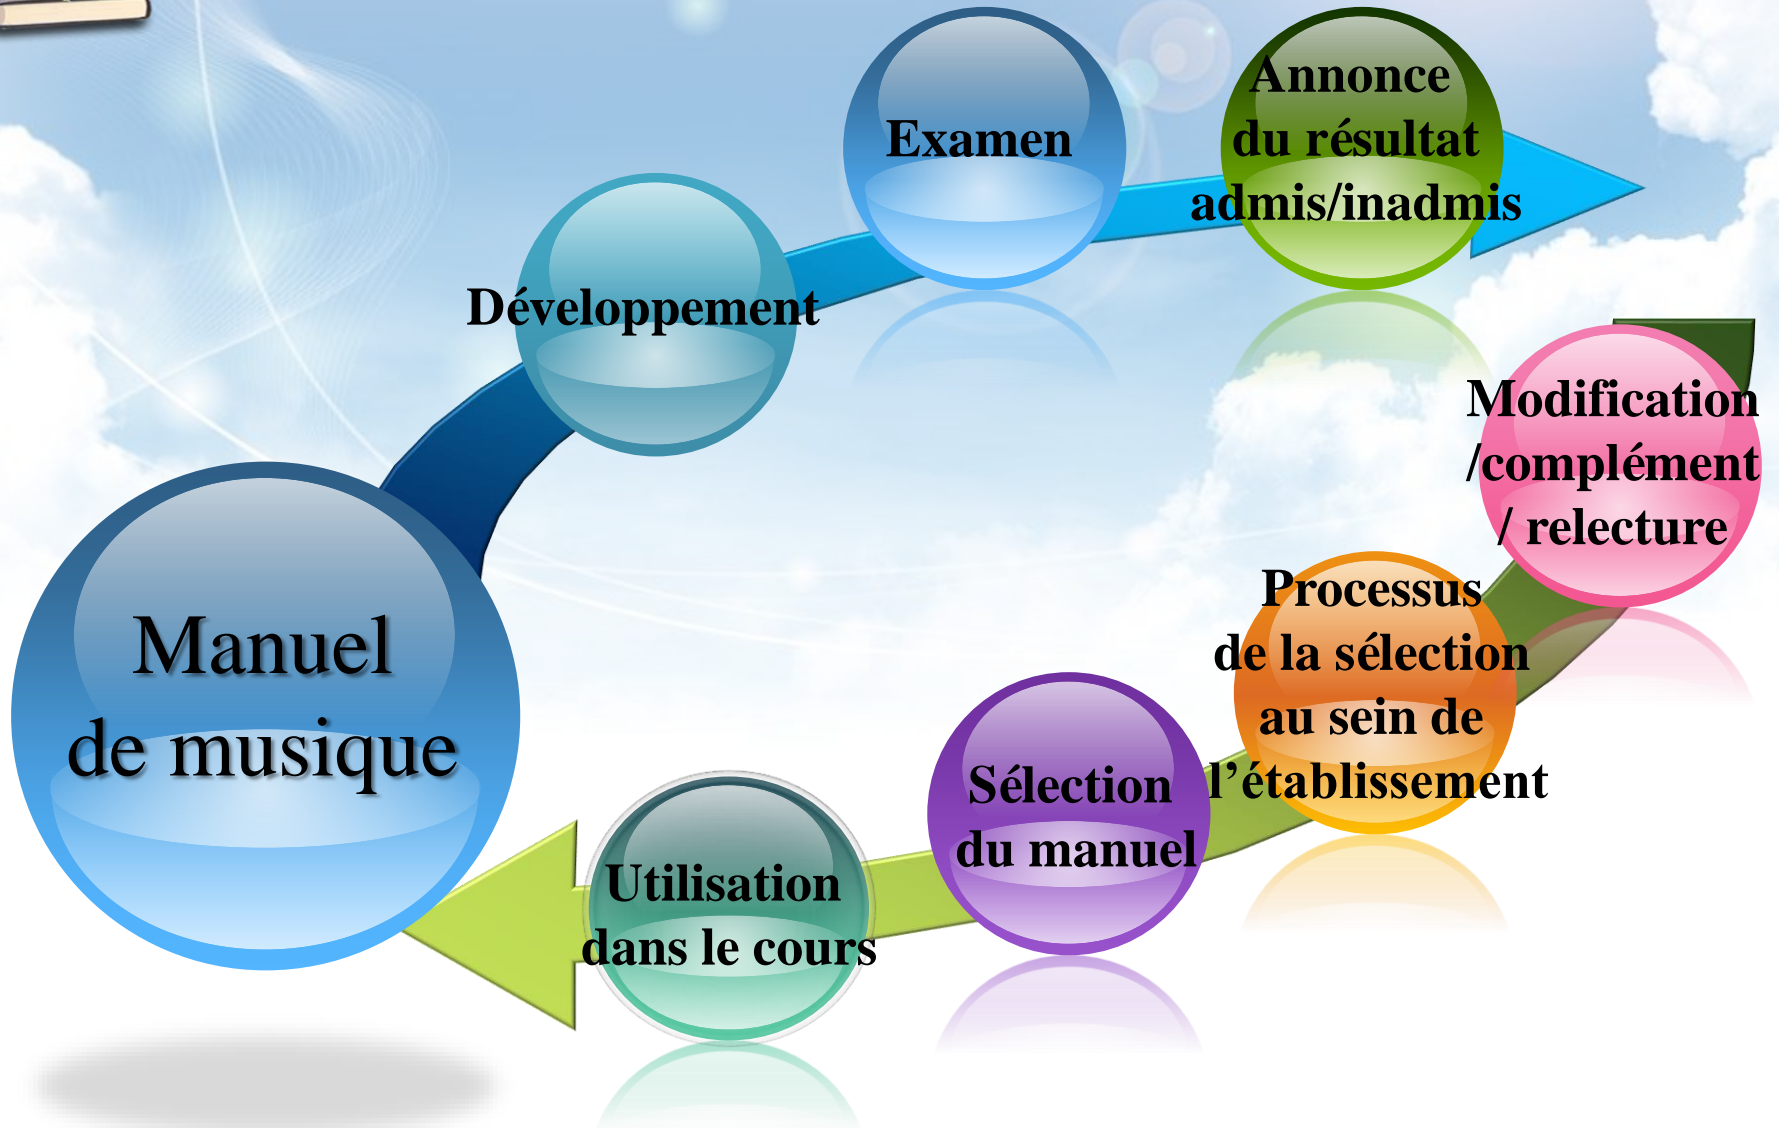 Manuel
de musique
Développement
Examen
Annonce
du résultat
admis/inadmis
Modification
/complément
/ relecture
Processus
de la sélection
au sein de
l’établissement
Sélection
du manuel
Utilisation
dans le cours